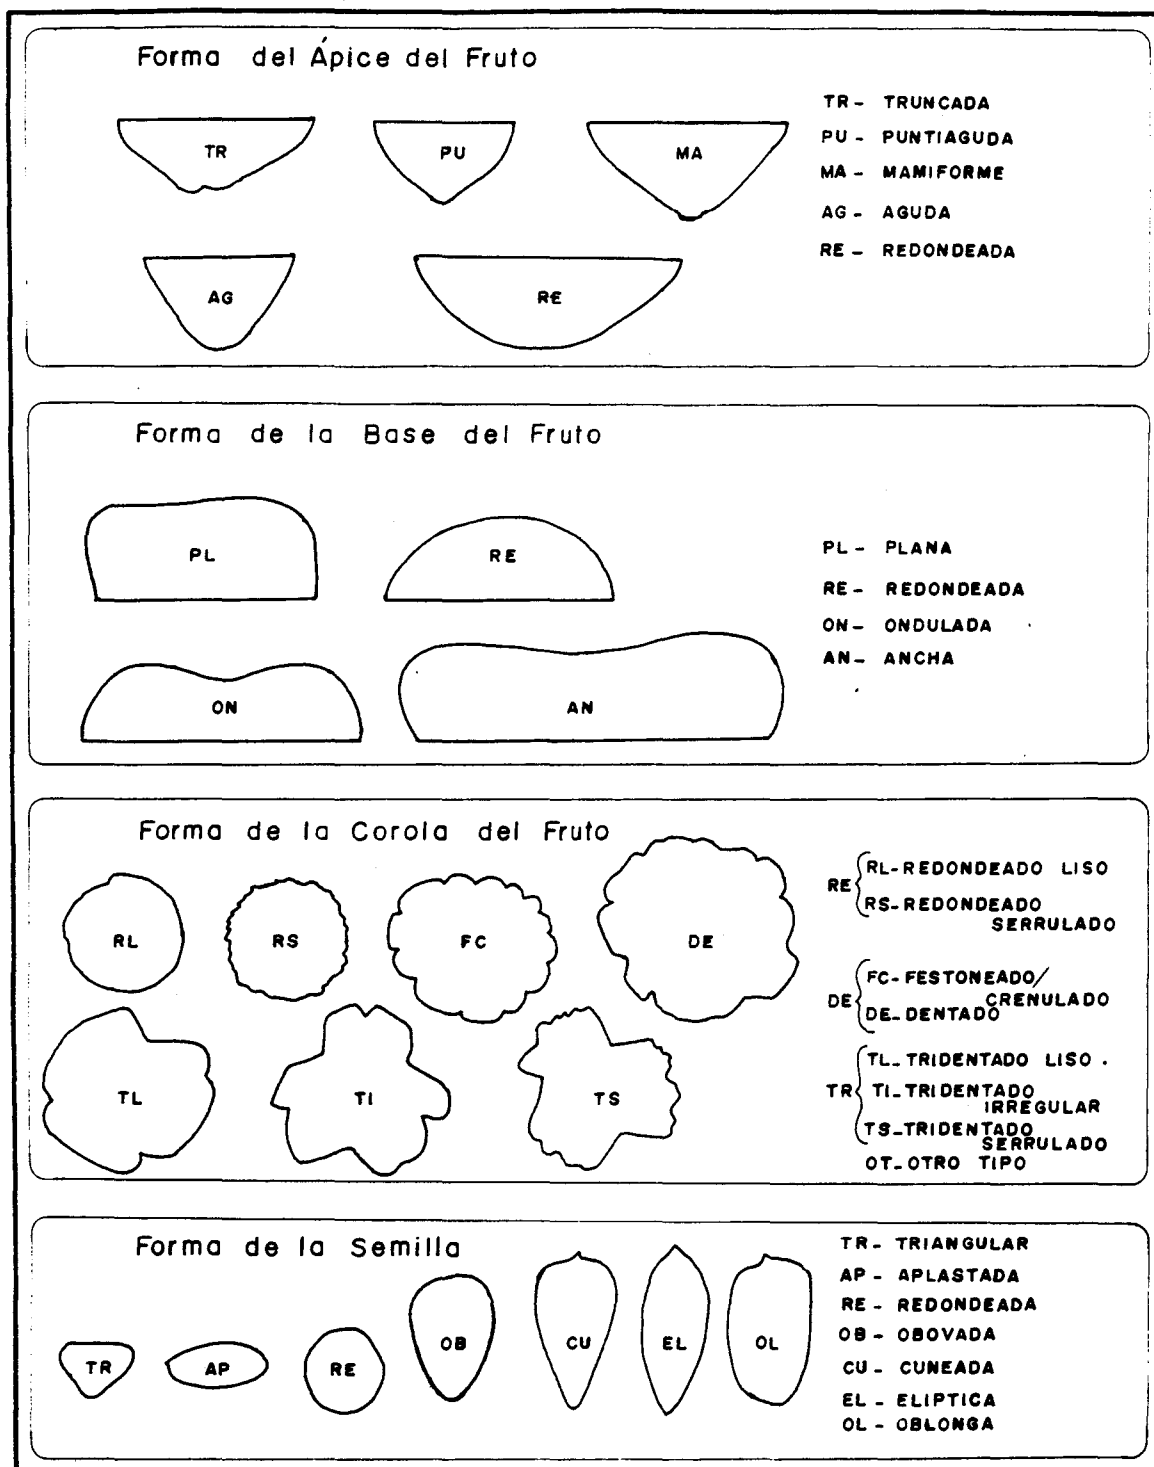 Forma del Ápice del Fruto
TR PU MA
AG RE
TR - TRUNCADA
PU - PUNTIAGUDA
MA - MAMIFORME
AG - AGUDA
RE - REDONDEADA
Forma de la Base del Fruto
PL RE
ON AN
PL - PLANA
RE - REDONDEADA
ON - ONDULADA
AN - ANCHA
Forma de la Corola del Fruto
RL RS FC DE
TL TI TS
RE
RL-REDONDEADO LISO
RS-REDONDEADO
SERRULADO
DE
FC-FESTONEADO/
CRENULADO
DE-DENTADO
TR
TL-TRIDENTADO LISO .
TI-TRIDENTADO
IRREGULAR
TS-TRIDENTADO
SERRULADO
OT-OTRO TIPO
Forma de la Semilla
TR AP RE OB CU EL OL
TR - TRIANGULAR
AP - APLASTADA
RE - REDONDEADA
OB - OBOVADA
CU - CUNEADA
EL - ELIPTICA
OL - OBLONGA